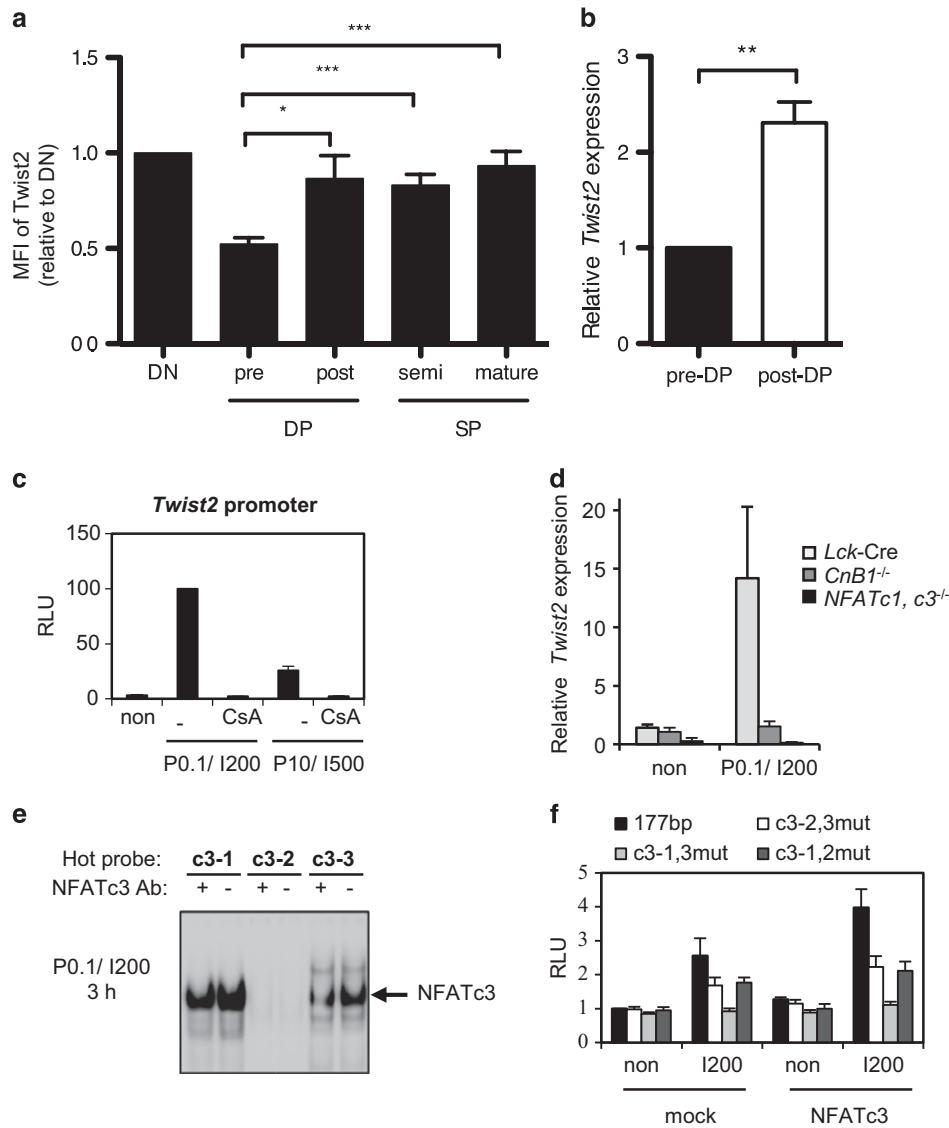 a
MFI of Twist2
(relative to DN)
1.5
1.0
0.5
0 0
***
***
*
DN pre post semi mature
DP SP
b
Relative Twist2 expression
3
2
1
0
**
pre-DP post-DP
c
Twist2 promoter
RLU
150
100
50
0
non - CsA - CsA
P0.1/ I200 P10/ I500
d
Relative Twist2 expression
20
15
10
5
0
Lck-Cre
CnB1-/-
NFATc1, c3-/-
non P0.1/ I200
e
Hot probe: c3-1 c3-2 c3-3
NFATc3 Ab: + - + - + -
P0.1/ I200
3 h
NFATc3
f
177bp c3-2,3mut
c3-1,3mut c3-1,2mut
RLU
5
4
3
2
1
0
non I200 non I200
mock NFATc3